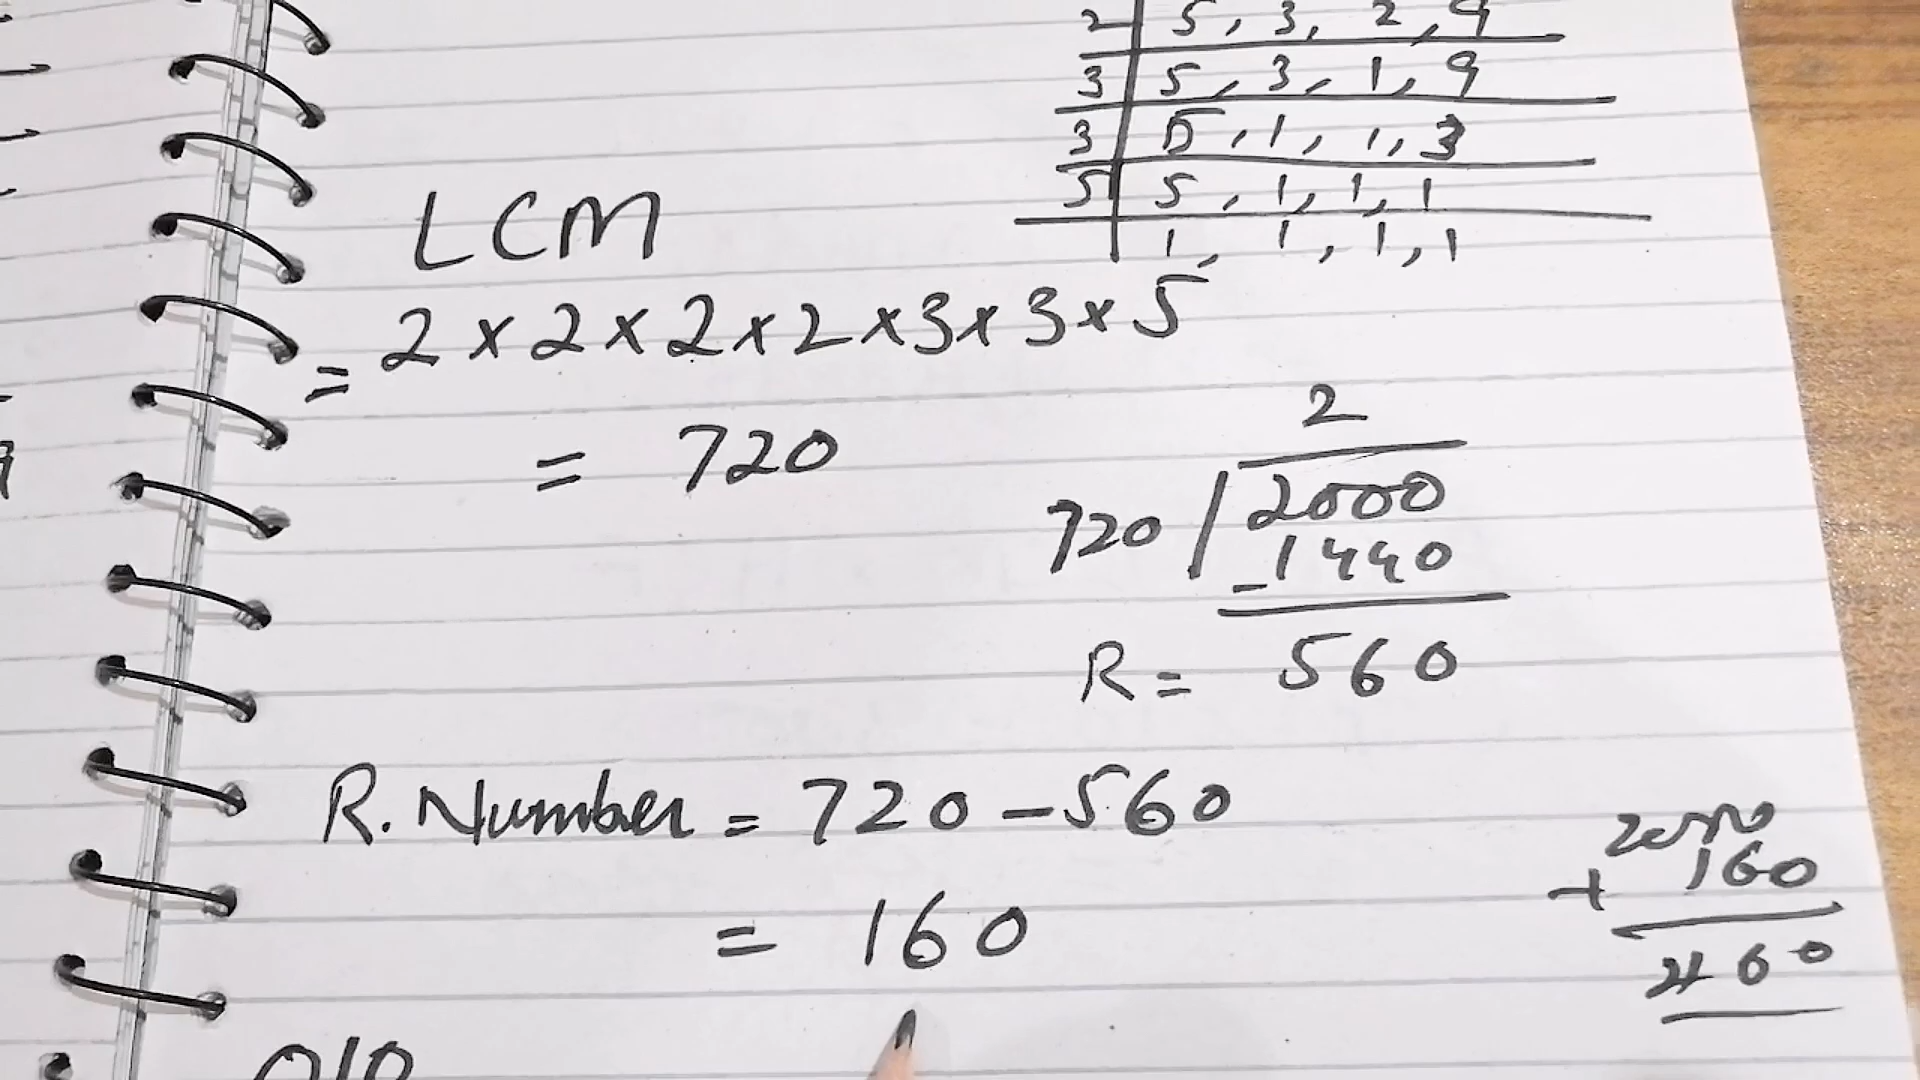 2 | 5, 3, 2, 9
3 | 5, 3, 1, 9
3 | 5, 1, 1, 3
5 | 5, 1, 1, 1
1, 1, 1, 1
LCM
= 2 x 2 x 2 x 2 x 3 x 3 x 5
= 720
2
720 | 2000
- 1440
R = 560
R. Number = 720 - 560
= 160
2000
+ 160
2160